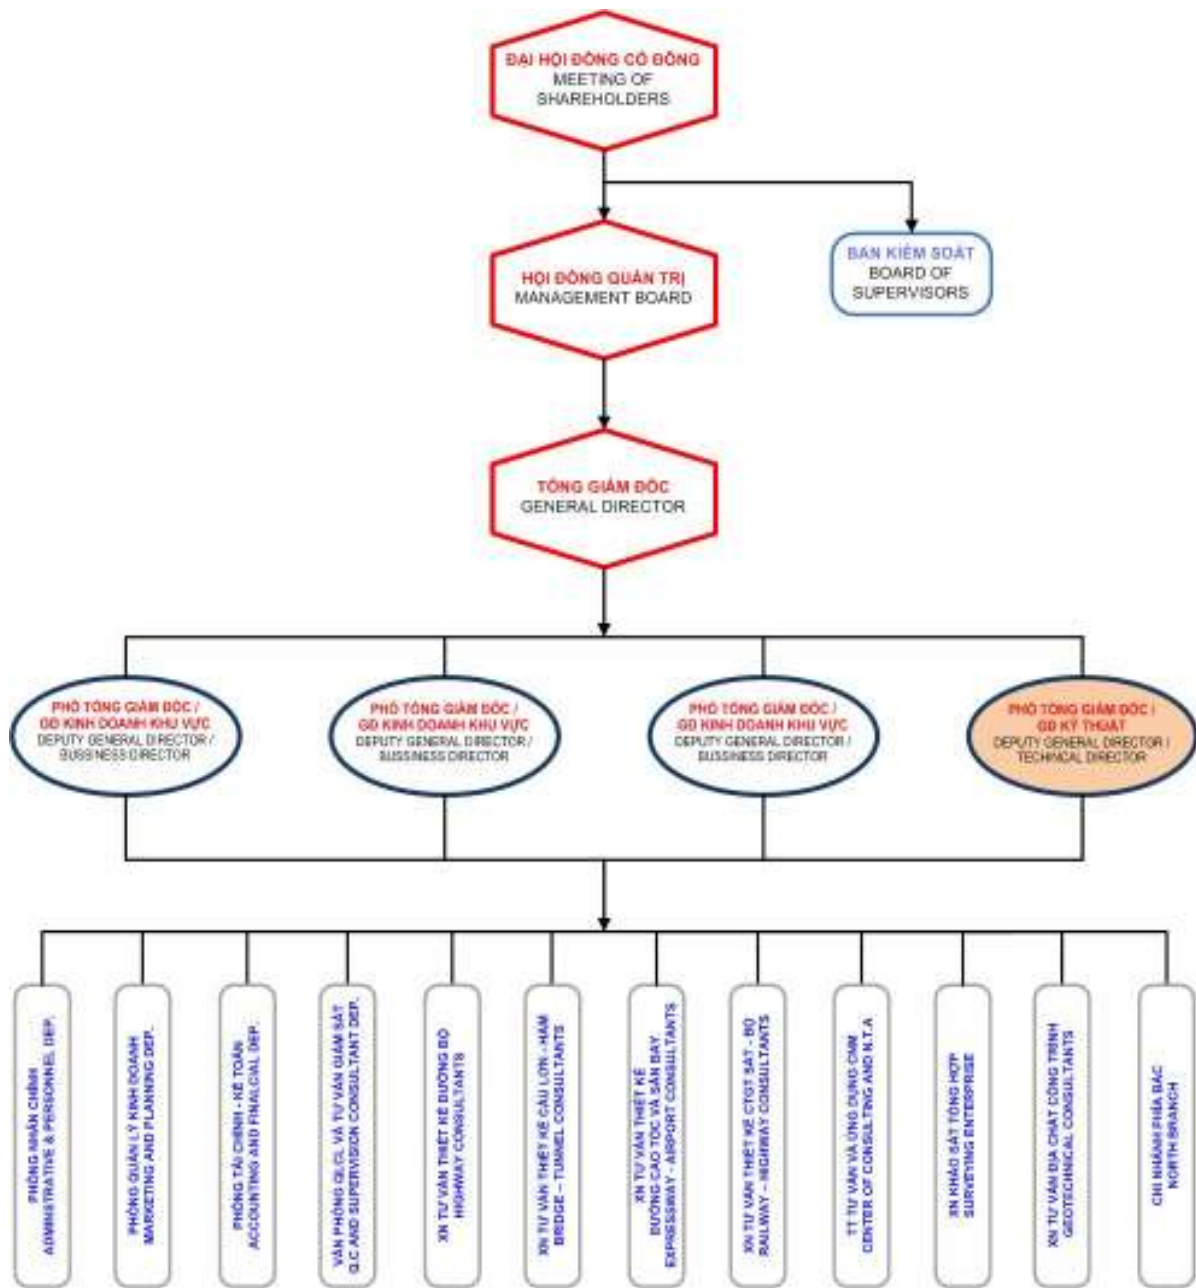 ĐẠI HỘI ĐỒNG CỔ ĐÔNG
MEETING OF
SHAREHOLDERS
HỘI ĐỒNG QUẢN TRỊ
MANAGEMENT BOARD
BAN KIỂM SOÁT
BOARD OF
SUPERVISORS
TỔNG GIÁM ĐỐC
GENERAL DIRECTOR
PHÓ TỔNG GIÁM ĐỐC /
GĐ KINH DOANH KHU VỰC
DEPUTY GENERAL DIRECTOR /
BUSSINESS DIRECTOR
PHÓ TỔNG GIÁM ĐỐC /
GĐ KINH DOANH KHU VỰC
DEPUTY GENERAL DIRECTOR /
BUSSINESS DIRECTOR
PHÓ TỔNG GIÁM ĐỐC /
GĐ KINH DOANH KHU VỰC
DEPUTY GENERAL DIRECTOR /
BUSSINESS DIRECTOR
PHÓ TỔNG GIÁM ĐỐC /
GĐ KỸ THUẬT
DEPUTY GENERAL DIRECTOR /
TECHINCAL DIRECTOR
PHÒNG NHÂN CHÍNH
ADMINISTRATIVE & PERSONNEL DEP.
PHÒNG QUẢN LÝ KINH DOANH
MARKETING AND PLANNING DEP.
PHÒNG TÀI CHÍNH - KẾ TOÁN
ACCOUNTING AND FINALCIAL DEP.
VĂN PHÒNG QLCL VÀ TƯ VẤN GIÁM SÁT
Q.C AND SUPERVISION CONSULTANT DEP.
XN TƯ VẤN THIẾT KẾ ĐƯỜNG BỘ
HIGHWAY CONSULTANTS
XN TƯ VẤN THIẾT KẾ CẦU LỚN - HẦM
BRIDGE – TUNNEL CONSULTANTS
XN TƯ VẤN THIẾT KẾ
ĐƯỜNG CAO TỐC VÀ SÂN BAY
EXPRESSWAY - AIRPORT CONSULTANTS
XN TƯ VẤN THIẾT KẾ CTGT SẮT - BỘ
RAILWAY – HIGHWAY CONSULTANTS
TT TƯ VẤN VÀ ỨNG DỤNG CNM
CENTER OF CONSULTING AND N.T.A
XN KHẢO SÁT TỔNG HỢP
SURVEYING ENTERPRISE
XN TƯ VẤN ĐỊA CHẤT CÔNG TRÌNH
GEOTECHNICAL CONSULTANTS
CHI NHÁNH PHÍA BẮC
NORTH BRANCH